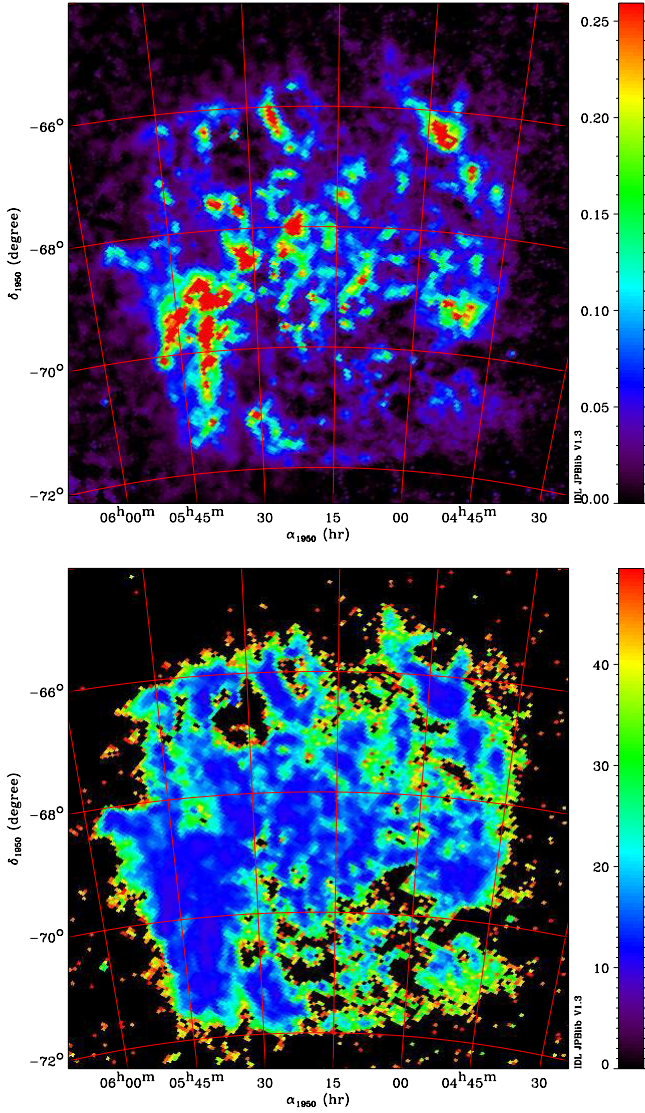 0.25
0.20
0.15
0.10
0.05
0.00
−66°
−68°
−70°
−72°
δ1950 (degree)
06h00m 05h45m 30 15 00 04h45m 30
α1950 (hr)
IDL JPBlib V1.3
40
30
20
10
0
−66°
−68°
−70°
−72°
δ1950 (degree)
06h00m 05h45m 30 15 00 04h45m 30
α1950 (hr)
IDL JPBlib V1.3